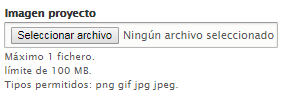 Imagen proyecto
Seleccionar archivo Ningún archivo seleccionado
Máximo 1 fichero.
límite de 100 MB.
Tipos permitidos: png gif jpg jpeg.